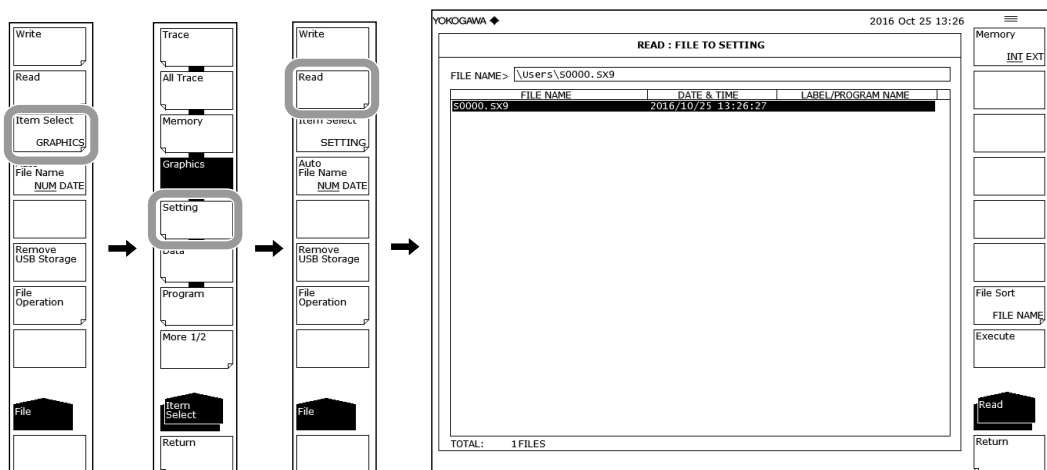 Write
Read
Item Select
GRAPHICS
Auto
File Name
NUM DATE
Remove
USB Storage
File
Operation
File
Trace
All Trace
Memory
Graphics
Setting
Data
Program
More 1/2
Item
Select
Return
Write
Read
Item Select
SETTING
Auto
File Name
NUM DATE
Remove
USB Storage
File
Operation
File
YOKOGAWA
2016 Oct 25 13:26
READ : FILE TO SETTING
FILE NAME> \Users\S0000.SX9
FILE NAME DATE & TIME LABEL/PROGRAM NAME
S0000.SX9 2016/10/25 13:26:27
TOTAL: 1FILES
Memory
INT EXT
File Sort
FILE NAME
Execute
Read
Return